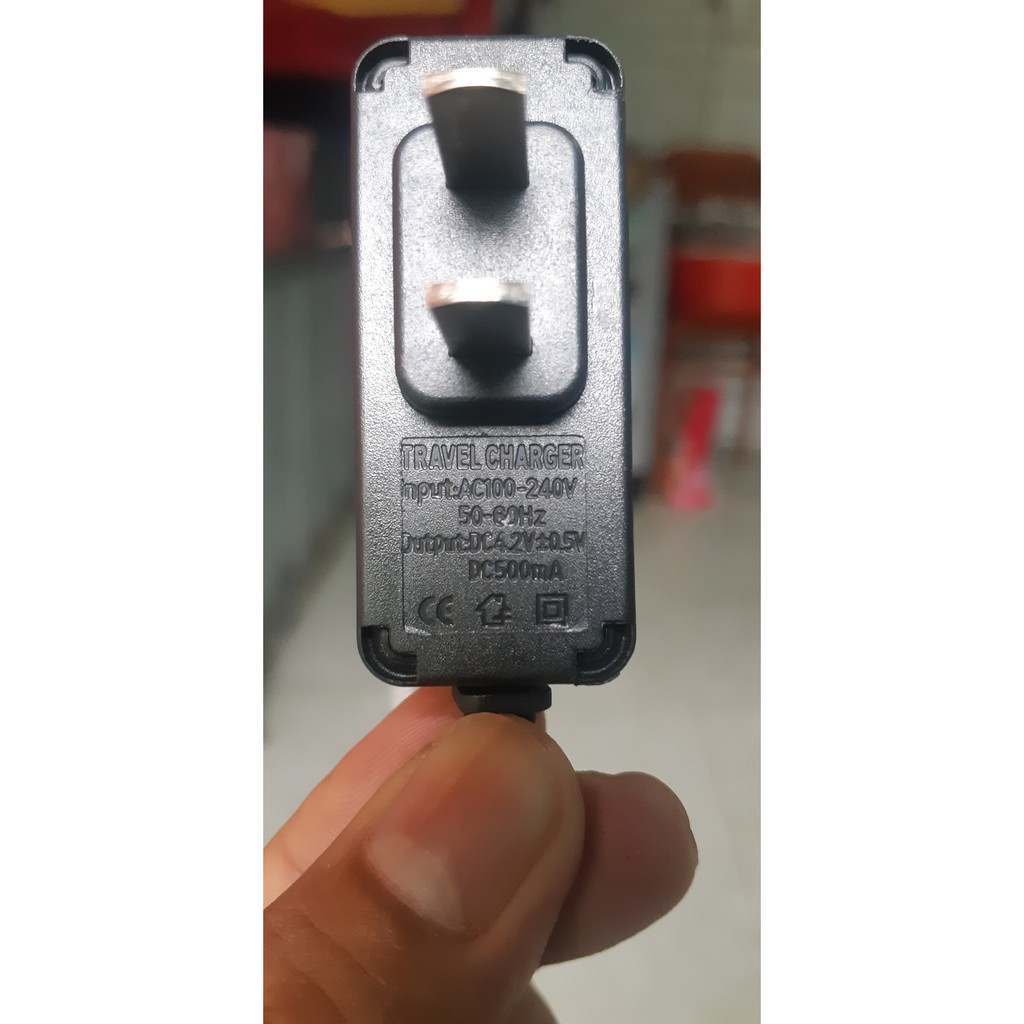 TRAVEL CHARGER
Input:AC100-240V
50-60Hz
Output:DC4.2V±0.5V
DC500mA
CE